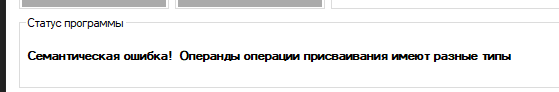 Статус программы
Семантическая ошибка! Операнды операции присваивания имеют разные типы